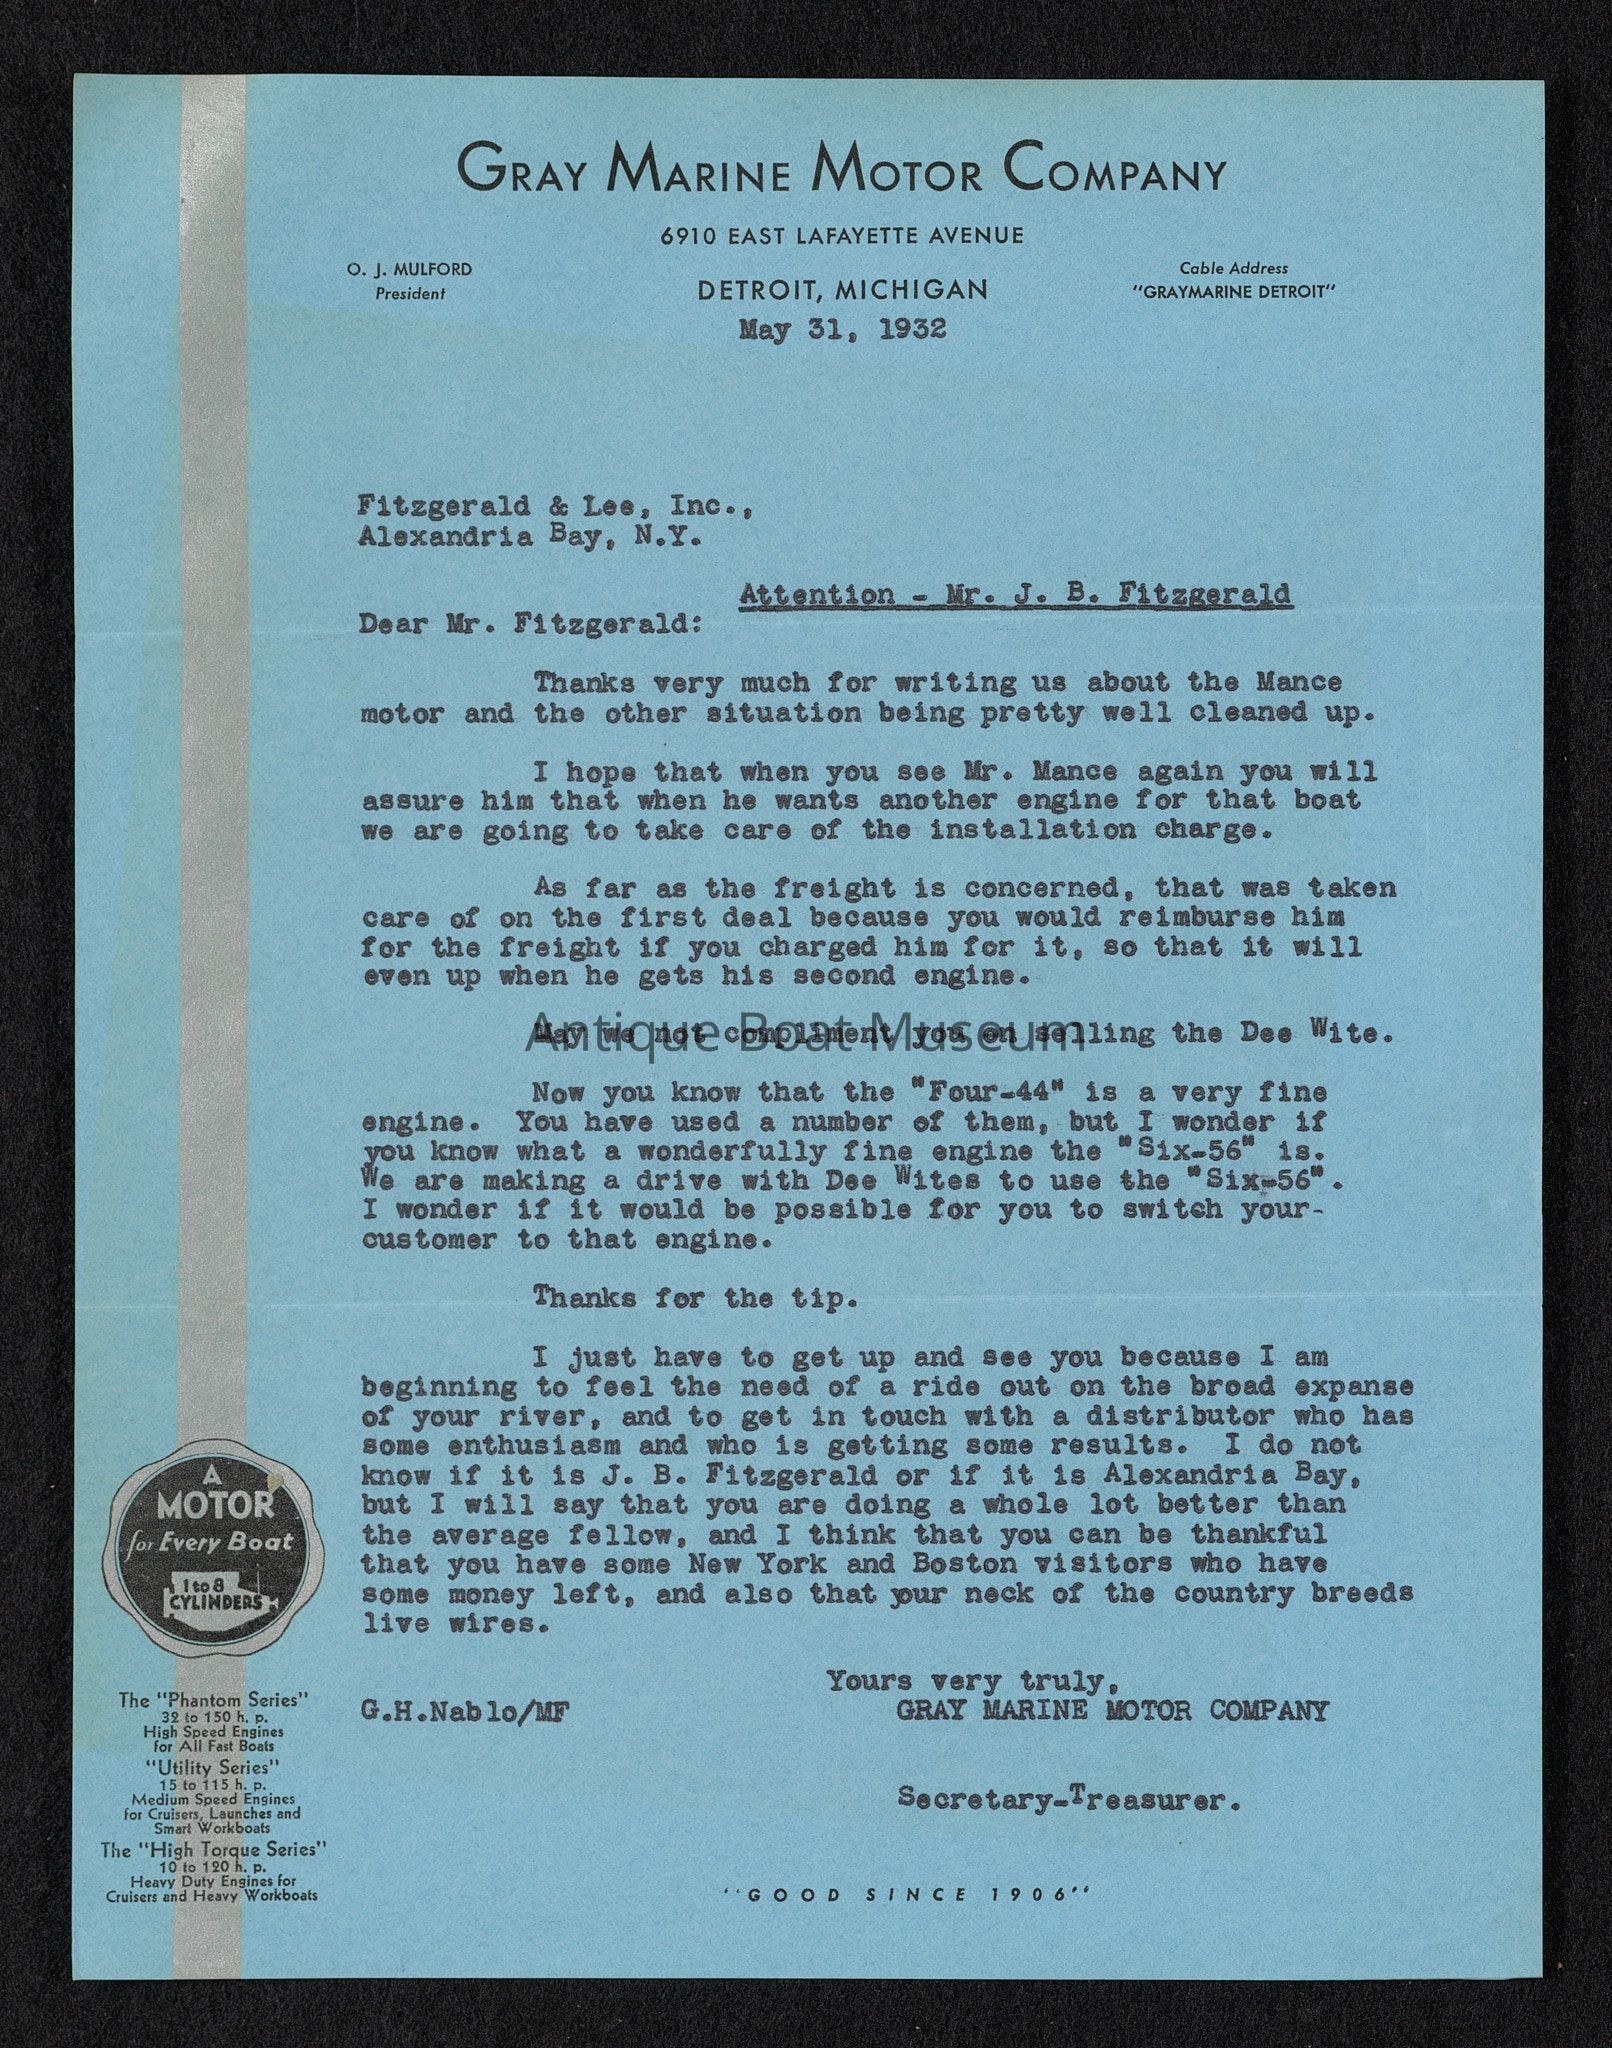 GRAY MARINE MOTOR COMPANY
6910 EAST LAFAYETTE AVENUE
O. J. MULFORD
President
DETROIT, MICHIGAN
Cable Address
"GRAYMARINE DETROIT"
May 31, 1932
Fitzgerald & Lee, Inc.,
Alexandria Bay, N.Y.
Attention - Mr. J. B. Fitzgerald
Dear Mr. Fitzgerald:
Thanks very much for writing us about the Mance
motor and the other situation being pretty well cleaned up.
I hope that when you see Mr. Mance again you will
assure him that when he wants another engine for that boat
we are going to take care of the installation charge.
As far as the freight is concerned, that was taken
care of on the first deal because you would reimburse him
for the freight if you charged him for it, so that it will
even up when he gets his second engine.
May we not compliment you on selling the Dee Wite.
Antique Boat Museum
Now you know that the "Four-44" is a very fine
engine. You have used a number of them, but I wonder if
you know what a wonderfully fine engine the "Six-56" is.
We are making a drive with Dee Wites to use the "Six-56".
I wonder if it would be possible for you to switch your-
customer to that engine.
Thanks for the tip.
I just have to get up and see you because I am
beginning to feel the need of a ride out on the broad expanse
of your river, and to get in touch with a distributor who has
some enthusiasm and who is getting some results. I do not
know if it is J. B. Fitzgerald or if it is Alexandria Bay,
but I will say that you are doing a whole lot better than
the average fellow, and I think that you can be thankful
that you have some New York and Boston visitors who have
some money left, and also that your neck of the country breeds
live wires.
Yours very truly,
G.H.Nablo/MF
GRAY MARINE MOTOR COMPANY
Secretary-Treasurer.
A
MOTOR
for Every Boat
1 to 8
CYLINDERS
The "Phantom Series"
32 to 150 h. p.
High Speed Engines
for All Fast Boats
"Utility Series"
15 to 115 h. p.
Medium Speed Engines
for Cruisers, Launches and
Smart Workboats
The "High Torque Series"
10 to 120 h. p.
Heavy Duty Engines for
Cruisers and Heavy Workboats
"GOOD SINCE 1906"